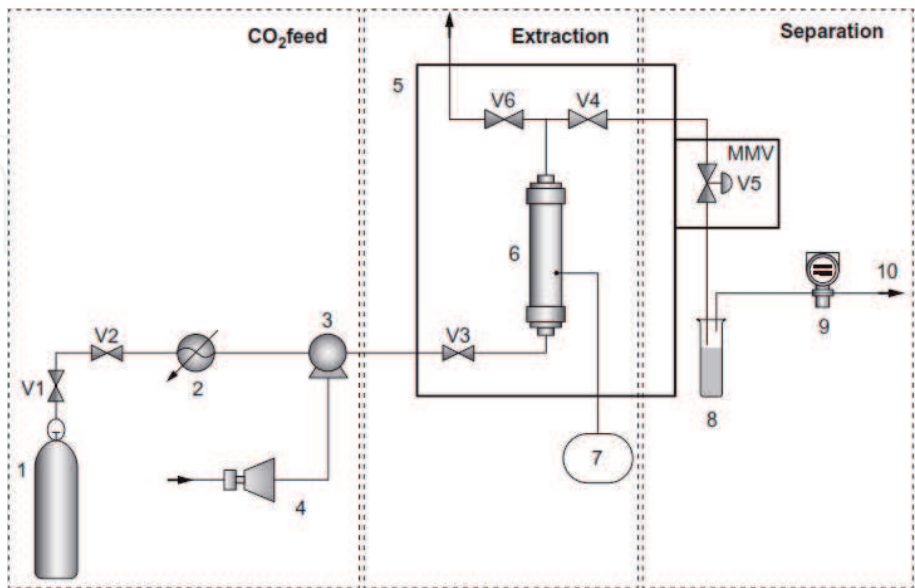 CO₂feed
Extraction
Separation
5
V6
V4
MMV
V5
6
10
3
V2
V3
9
2
V1
8
1
7
4